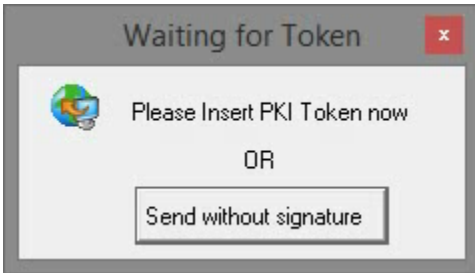 Waiting for Token
x
Please Insert PKI Token now
OR
Send without signature